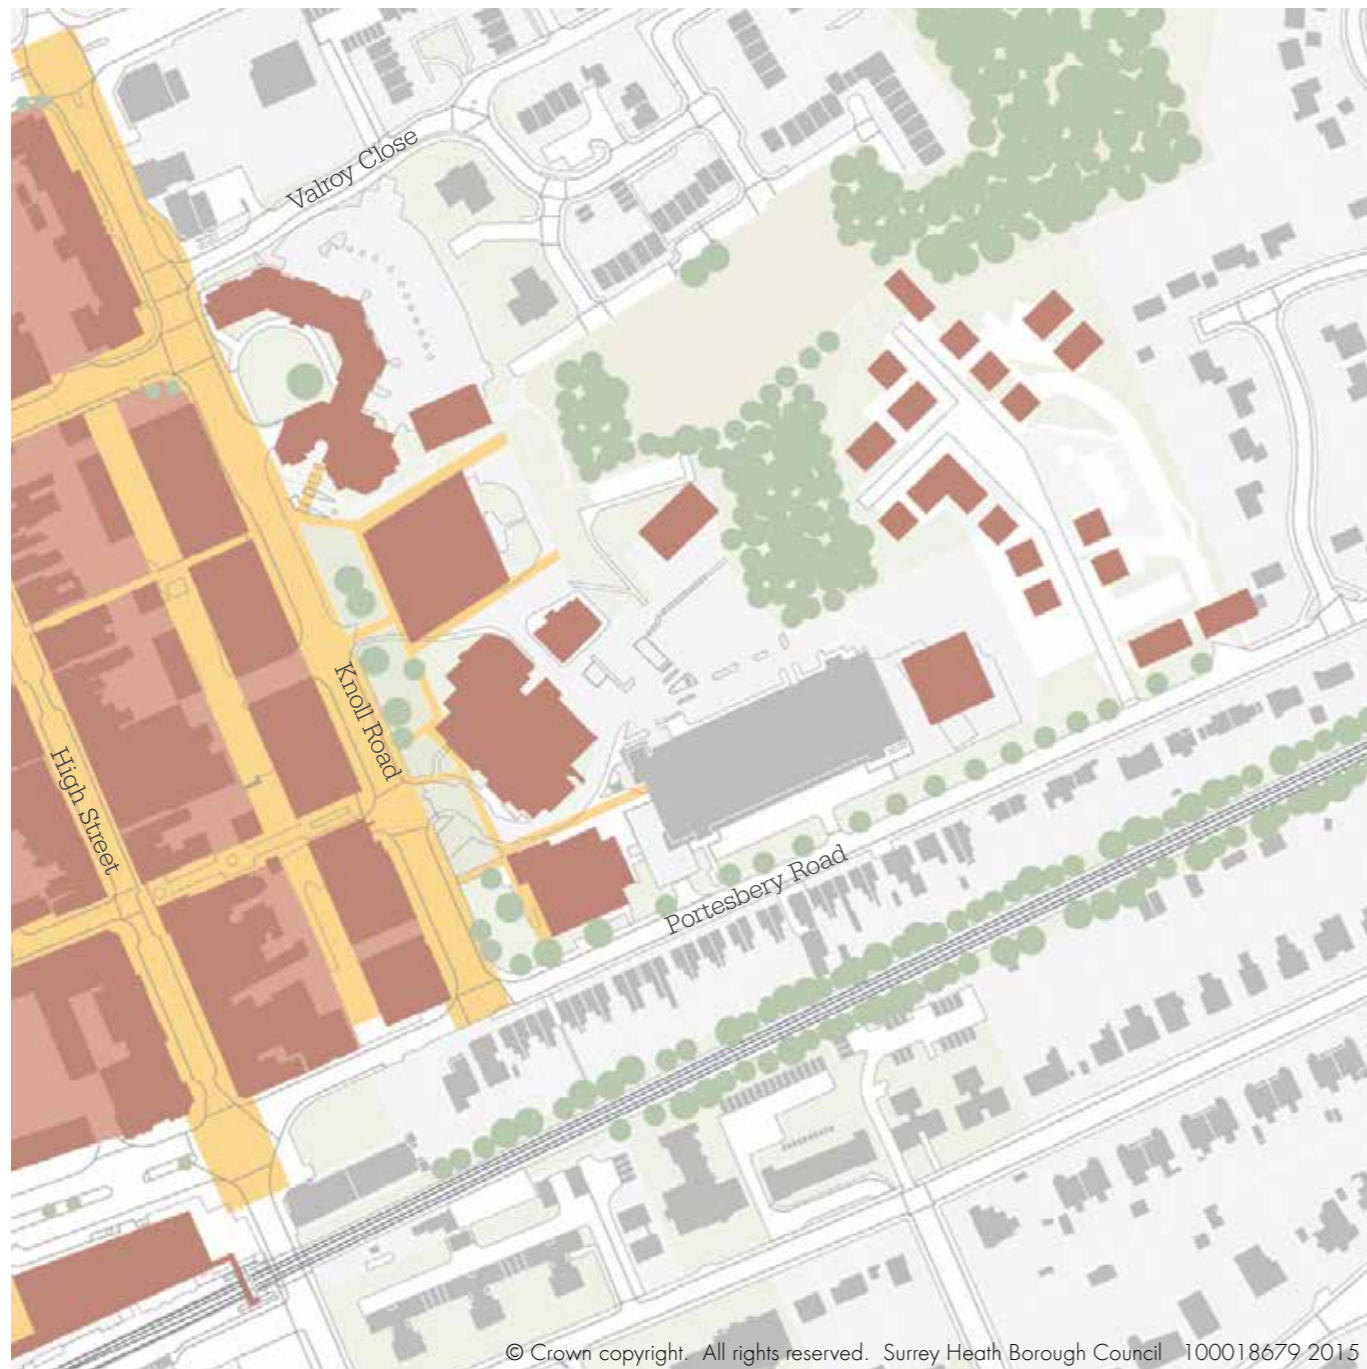 Valroy Close
Knoll Road
High Street
Portesbery Road
© Crown copyright. All rights reserved. Surrey Heath Borough Council 100018679 2015